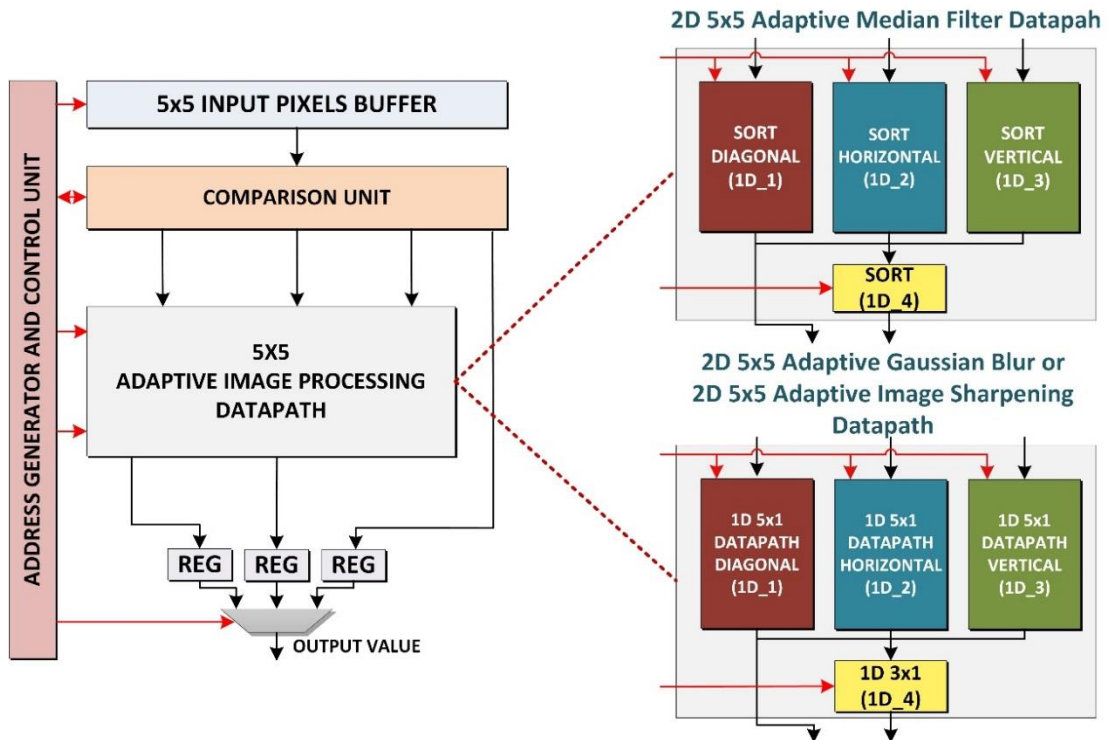 ADDRESS GENERATOR AND CONTROL UNIT
5x5 INPUT PIXELS BUFFER
COMPARISON UNIT
5X5
ADAPTIVE IMAGE PROCESSING
DATAPATH
REG
REG
REG
OUTPUT VALUE
2D 5x5 Adaptive Median Filter Datapah
SORT
DIAGONAL
(1D_1)
SORT
HORIZONTAL
(1D_2)
SORT
VERTICAL
(1D_3)
SORT
(1D_4)
2D 5x5 Adaptive Gaussian Blur or
2D 5x5 Adaptive Image Sharpening
Datapath
1D 5x1
DATAPATH
DIAGONAL
(1D_1)
1D 5x1
DATAPATH
HORIZONTAL
(1D_2)
1D 5x1
DATAPATH
VERTICAL
(1D_3)
1D 3x1
(1D_4)